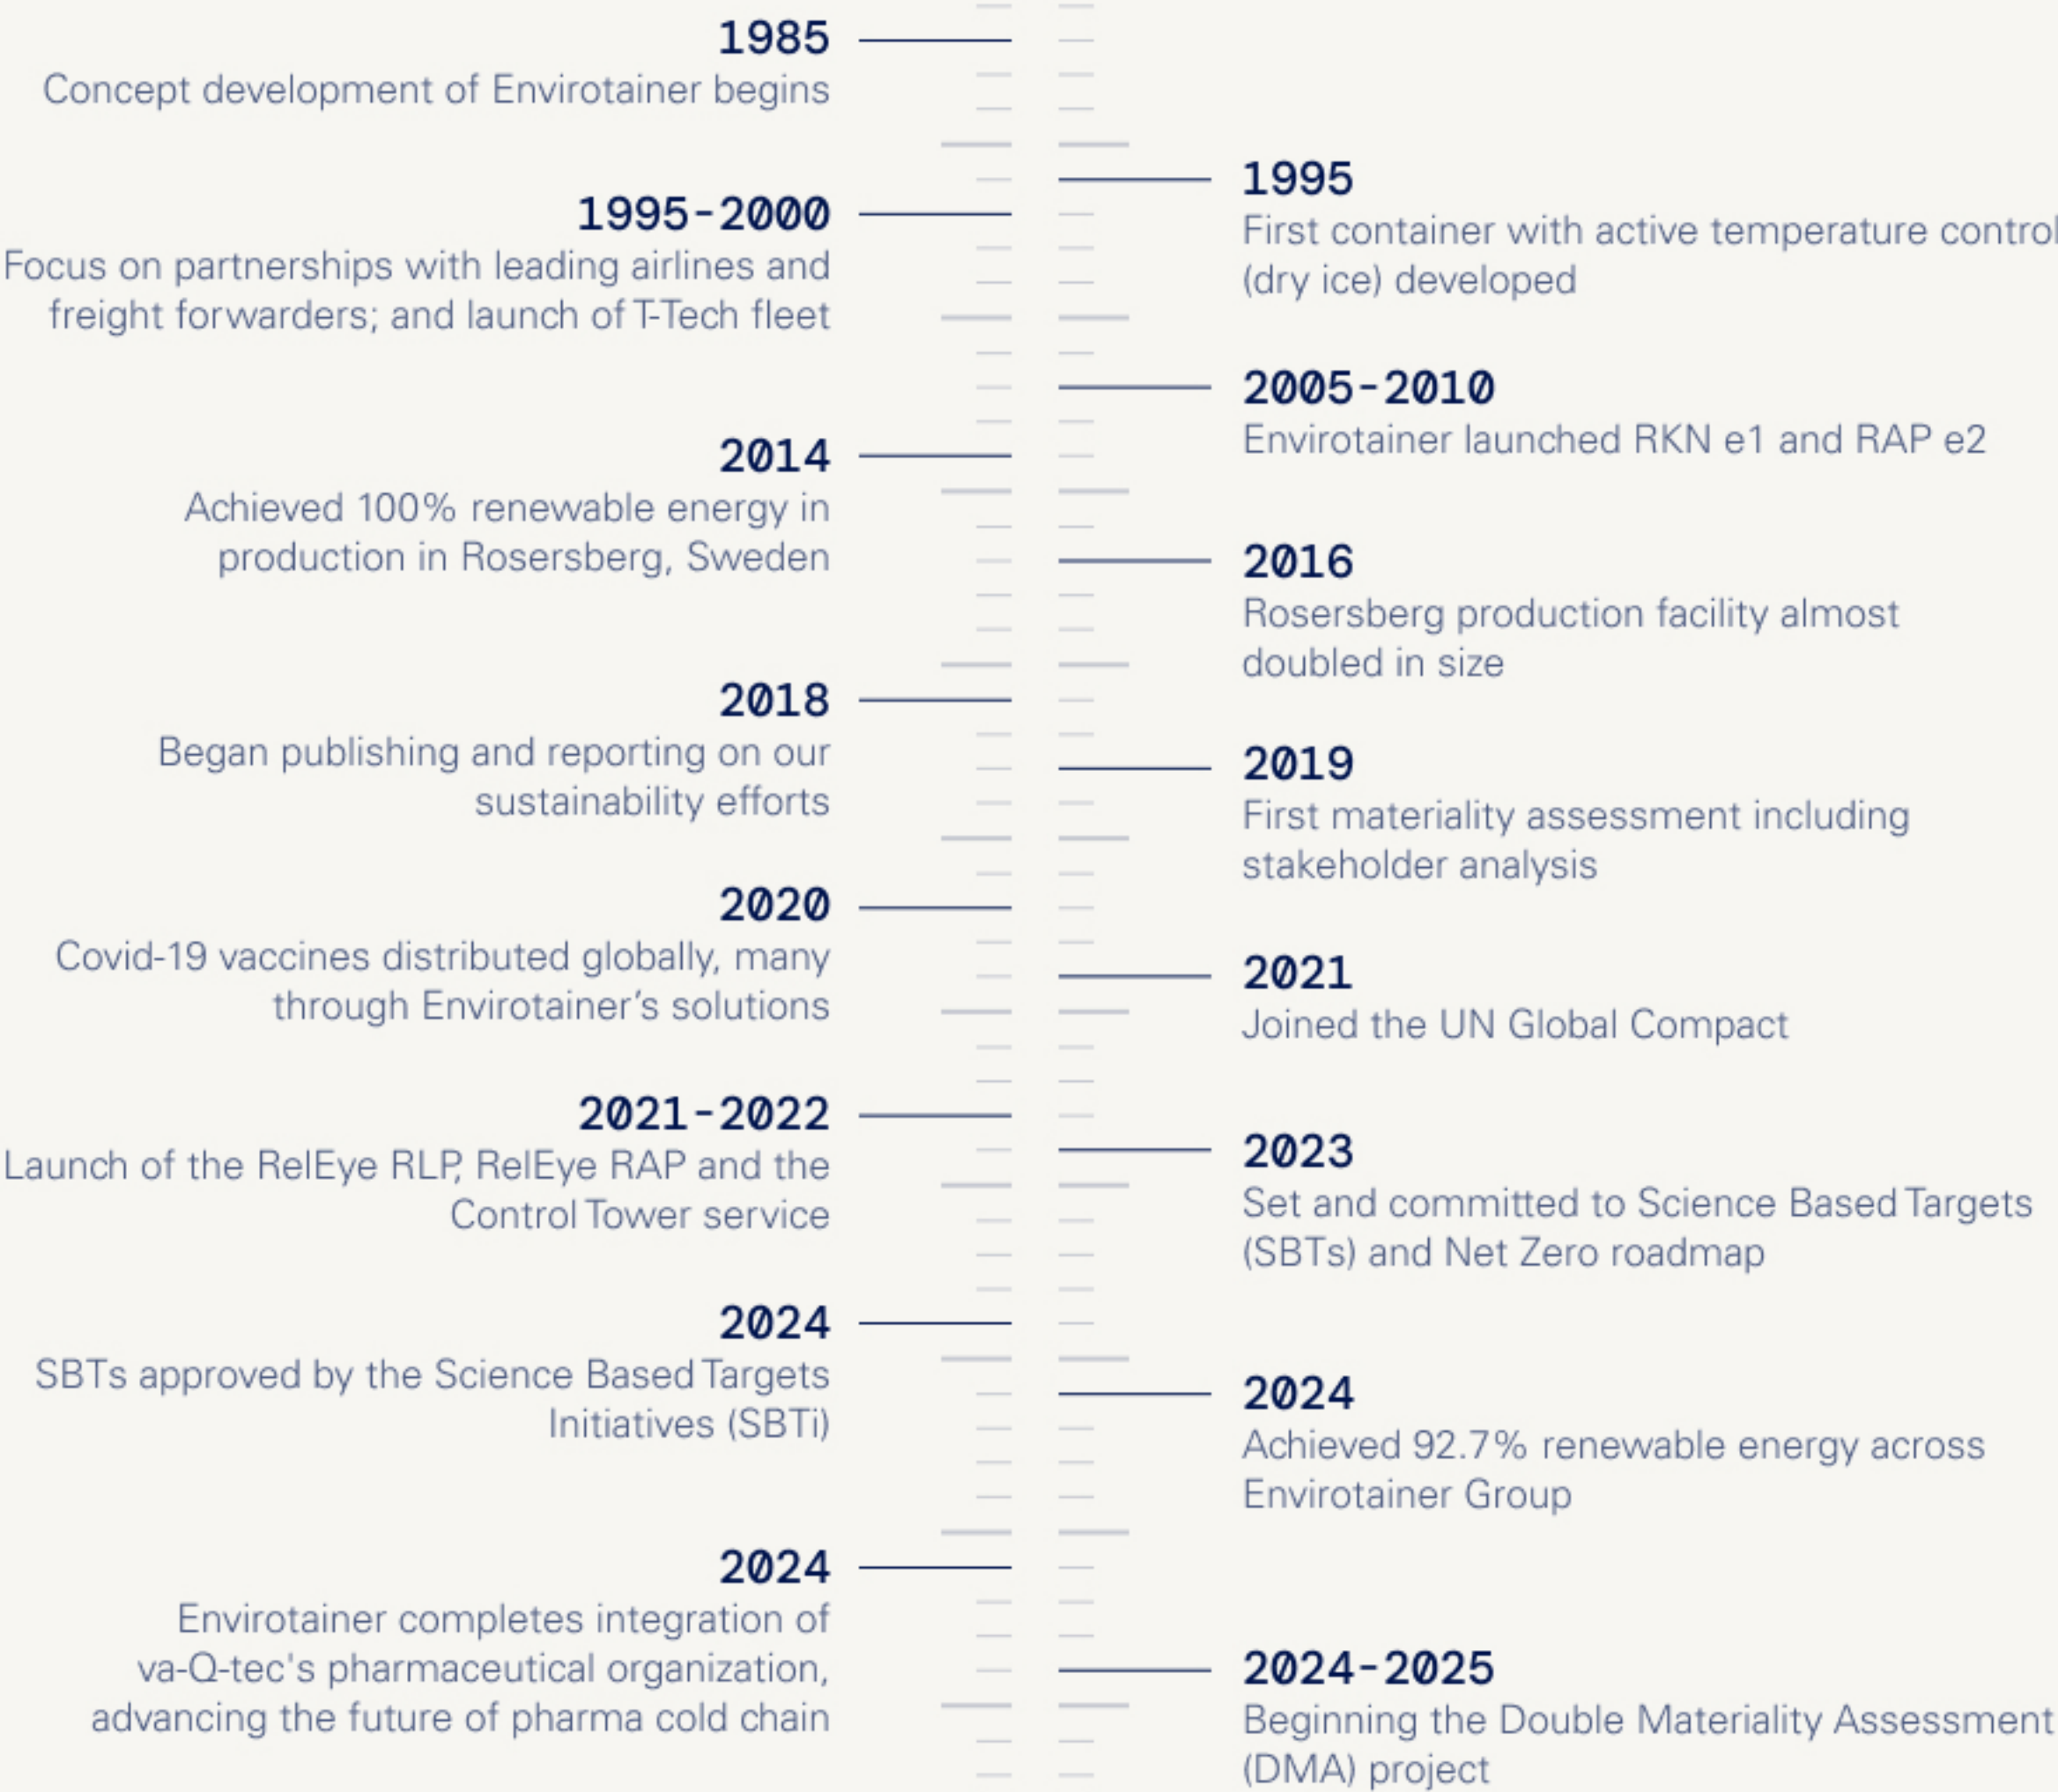 1985
Concept development of Envirotainer begins
1995
First container with active temperature control
(dry ice) developed
1995-2000
Focus on partnerships with leading airlines and
freight forwarders; and launch of T-Tech fleet
2005-2010
Envirotainer launched RKN e1 and RAP e2
2014
Achieved 100% renewable energy in
production in Rosersberg, Sweden
2016
Rosersberg production facility almost
doubled in size
2018
Began publishing and reporting on our
sustainability efforts
2019
First materiality assessment including
stakeholder analysis
2020
Covid-19 vaccines distributed globally, many
through Envirotainer’s solutions
2021
Joined the UN Global Compact
2021-2022
Launch of the RelEye RLP, RelEye RAP and the
Control Tower service
2023
Set and committed to Science Based Targets
(SBTs) and Net Zero roadmap
2024
SBTs approved by the Science Based Targets
Initiatives (SBTi)
2024
Achieved 92.7% renewable energy across
Envirotainer Group
2024
Envirotainer completes integration of
va-Q-tec's pharmaceutical organization,
advancing the future of pharma cold chain
2024-2025
Beginning the Double Materiality Assessment
(DMA) project